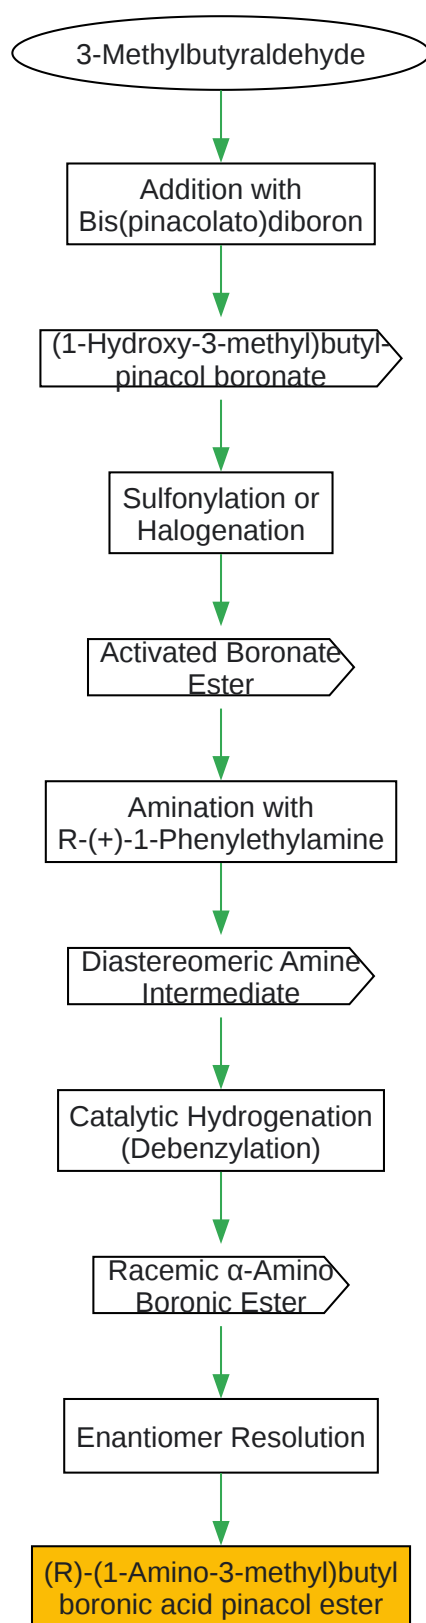 3-Methylbutyraldehyde
Addition with
Bis(pinacolato)diboron
(1-Hydroxy-3-methyl)butyl-
pinacol boronate
Sulfonylation or
Halogenation
Activated Boronate
Ester
Amination with
R-(+)-1-Phenylethylamine
Diastereomeric Amine
Intermediate
Catalytic Hydrogenation
(Debenzylation)
Racemic α-Amino
Boronic Ester
Enantiomer Resolution
(R)-(1-Amino-3-methyl)butyl
boronic acid pinacol ester